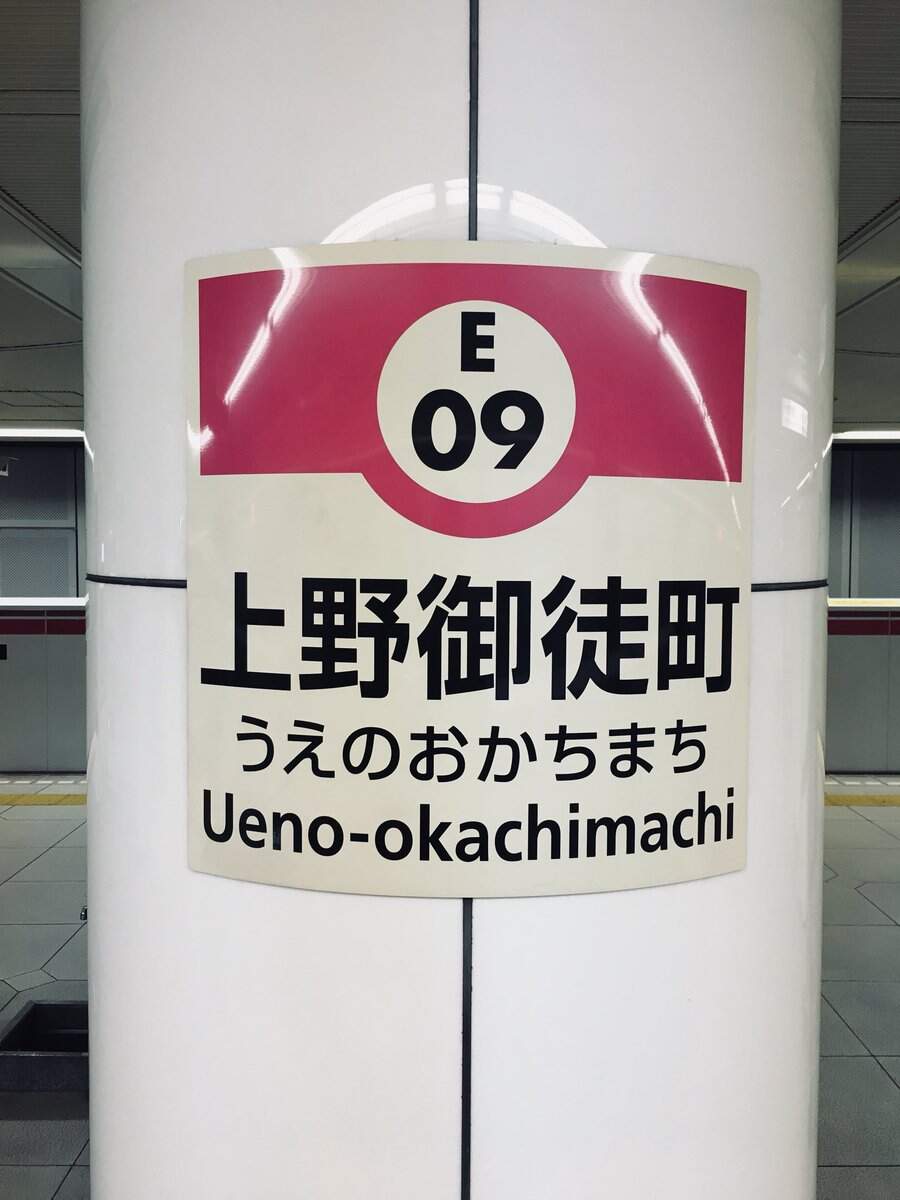 E
09
上野御徒町
うえのおかちまち
Ueno-okachimachi